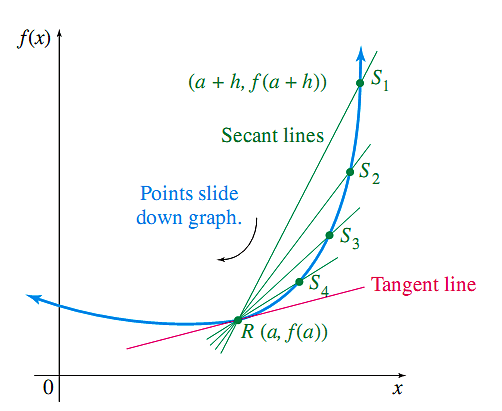 f(x)
(a + h, f(a + h))
S₁
Secant lines
S₂
Points slide
down graph.
S₃
S₄
Tangent line
R (a, f(a))
0
x